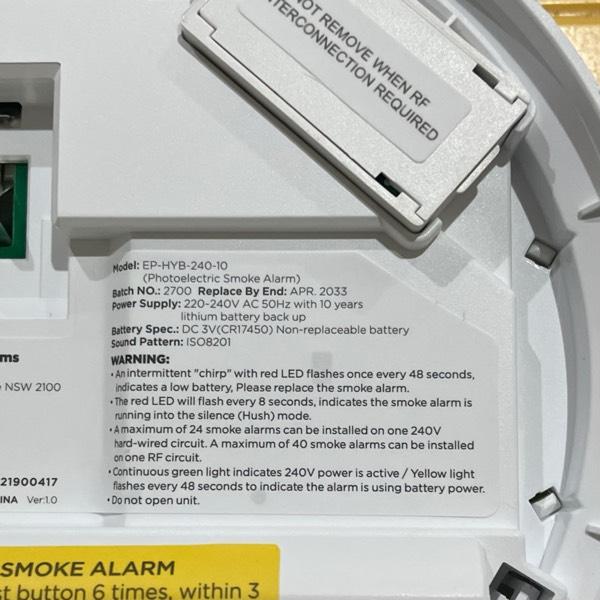 NOT REMOVE WHEN RF
INTERCONNECTION REQUIRED
Model: EP-HYB-240-10
(Photoelectric Smoke Alarm)
Batch NO.: 2700 Replace By End: APR. 2033
Power Supply: 220-240V AC 50Hz with 10 years
lithium battery back up
Battery Spec.: DC 3V(CR17450) Non-replaceable battery
Sound Pattern: ISO8201
WARNING:
•An intermittent "chirp" with red LED flashes once every 48 seconds,
indicates a low battery, Please replace the smoke alarm.
•The red LED will flash every 8 seconds, indicates the smoke alarm is
running into the silence (Hush) mode.
•A maximum of 24 smoke alarms can be installed on one 240V
hard-wired circuit. A maximum of 40 smoke alarms can be installed
on one RF circuit.
•Continuous green light indicates 240V power is active / Yellow light
flashes every 48 seconds to indicate the alarm is using battery power.
•Do not open unit.
ms
NSW 2100
21900417
INA Ver:1.0
SMOKE ALARM
st button 6 times, within 3